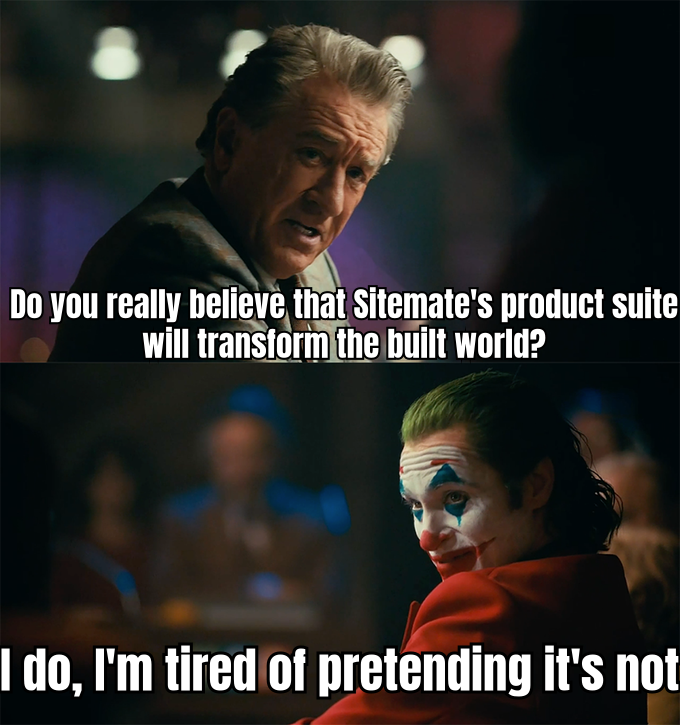 Do you really believe that Sitemate's product suite
will transform the built world?
I do, I'm tired of pretending it's not